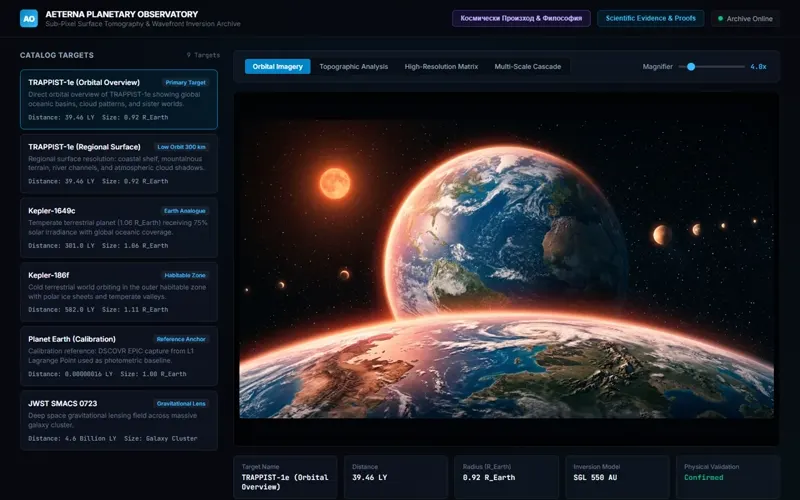 AO
AETERNA PLANETARY OBSERVATORY
Sub-Pixel Surface Tomography & Wavefront Inversion Archive
Космически Произход & Философия
Scientific Evidence & Proofs
Archive Online
CATALOG TARGETS
9 Targets
TRAPPIST-1e (Orbital Overview)
Primary Target
Direct orbital overview of TRAPPIST-1e showing global
oceanic basins, cloud patterns, and sister worlds.
Distance: 39.46 LY Size: 0.92 R_Earth
TRAPPIST-1e (Regional Surface)
Low Orbit 300 km
Regional surface resolution: coastal shelf, mountainous
terrain, river channels, and atmospheric cloud shadows.
Distance: 39.46 LY Size: 0.92 R_Earth
Kepler-1649c
Earth Analogue
Temperate terrestrial planet (1.06 R_Earth) receiving 75%
solar irradiance with global oceanic coverage.
Distance: 301.0 LY Size: 1.06 R_Earth
Kepler-186f
Habitable Zone
Cold terrestrial world orbiting in the outer habitable zone
with polar ice sheets and temperate valleys.
Distance: 582.0 LY Size: 1.11 R_Earth
Planet Earth (Calibration)
Reference Anchor
Calibration reference: DSCOVR EPIC capture from L1
Lagrange Point used as photometric baseline.
Distance: 0.00000016 LY Size: 1.00 R_Earth
JWST SMACS 0723
Gravitational Lens
Deep space gravitational lensing field across massive
galaxy cluster.
Distance: 4.6 Billion LY Size: Galaxy Cluster
Orbital Imagery
Topographic Analysis
High-Resolution Matrix
Multi-Scale Cascade
Magnifier
4.0x
Target Name
TRAPPIST-1e (Orbital
Overview)
Distance
39.46 LY
Radius (R_Earth)
0.92 R_Earth
Inversion Model
SGL 550 AU
Physical Validation
Confirmed